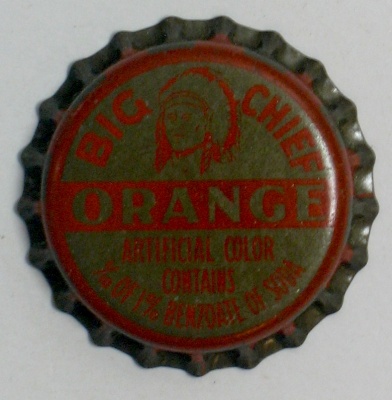 BIG CHIEF
ORANGE
ARTIFICIAL COLOR
CONTAINS
OF 1% BENZOATE OF SODA